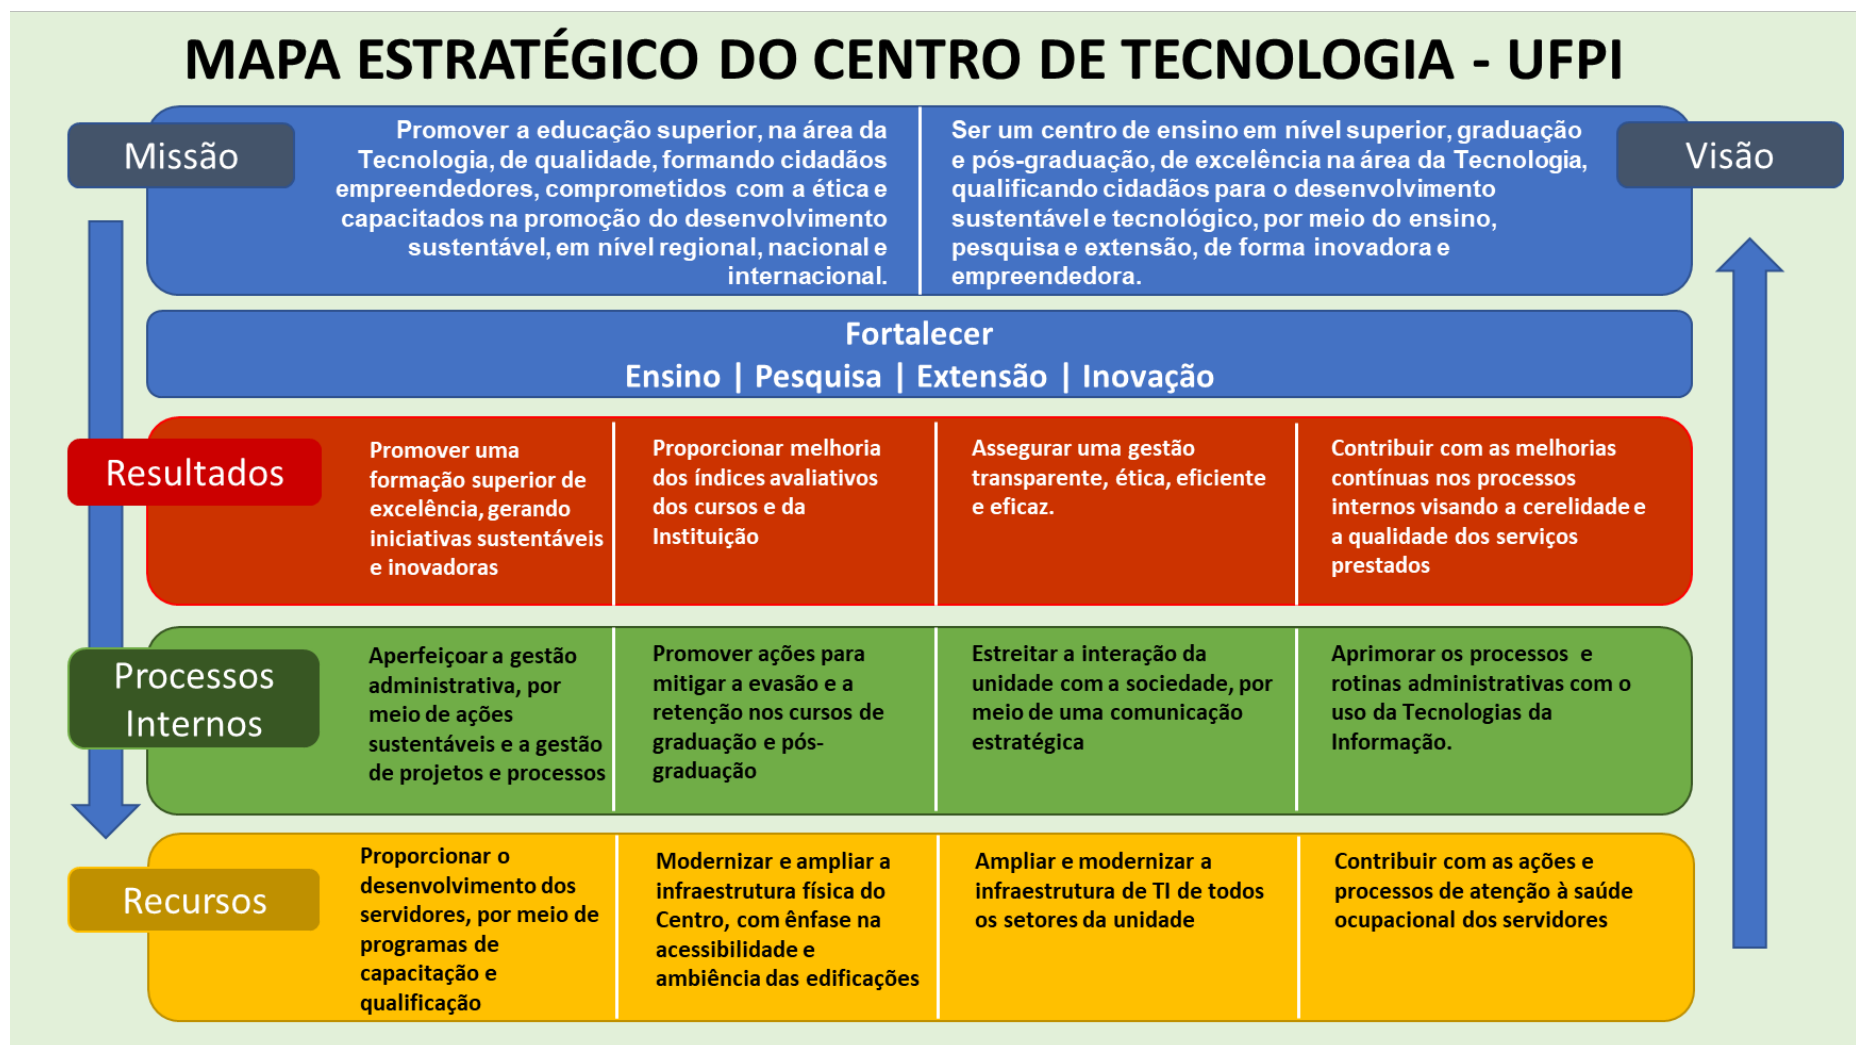 MAPA ESTRATÉGICO DO CENTRO DE TECNOLOGIA - UFPI
Missão
Promover a educação superior, na área da
Tecnologia, de qualidade, formando cidadãos
empreendedores, comprometidos com a ética e
capacitados na promoção do desenvolvimento
sustentável, em nível regional, nacional e
internacional.
Ser um centro de ensino em nível superior, graduação
e pós-graduação, de excelência na área da Tecnologia,
qualificando cidadãos para o desenvolvimento
sustentável e tecnológico, por meio do ensino,
pesquisa e extensão, de forma inovadora e
empreendedora.
Visão
Fortalecer
Ensino | Pesquisa | Extensão | Inovação
Resultados
Promover uma
formação superior de
excelência, gerando
iniciativas sustentáveis
e inovadoras
Proporcionar melhoria
dos índices avaliativos
dos cursos e da
Instituição
Assegurar uma gestão
transparente, ética, eficiente
e eficaz.
Contribuir com as melhorias
contínuas nos processos
internos visando a cerelidade e
a qualidade dos serviços
prestados
Processos
Internos
Aperfeiçoar a gestão
administrativa, por
meio de ações
sustentáveis e a gestão
de projetos e processos
Promover ações para
mitigar a evasão e a
retenção nos cursos de
graduação e pós-
graduação
Estreitar a interação da
unidade com a sociedade, por
meio de uma comunicação
estratégica
Aprimorar os processos e
rotinas administrativas com o
uso da Tecnologias da
Informação.
Recursos
Proporcionar o
desenvolvimento dos
servidores, por meio de
programas de
capacitação e
qualificação
Modernizar e ampliar a
infraestrutura física do
Centro, com ênfase na
acessibilidade e
ambiência das edificações
Ampliar e modernizar a
infraestrutura de TI de todos
os setores da unidade
Contribuir com as ações e
processos de atenção à saúde
ocupacional dos servidores